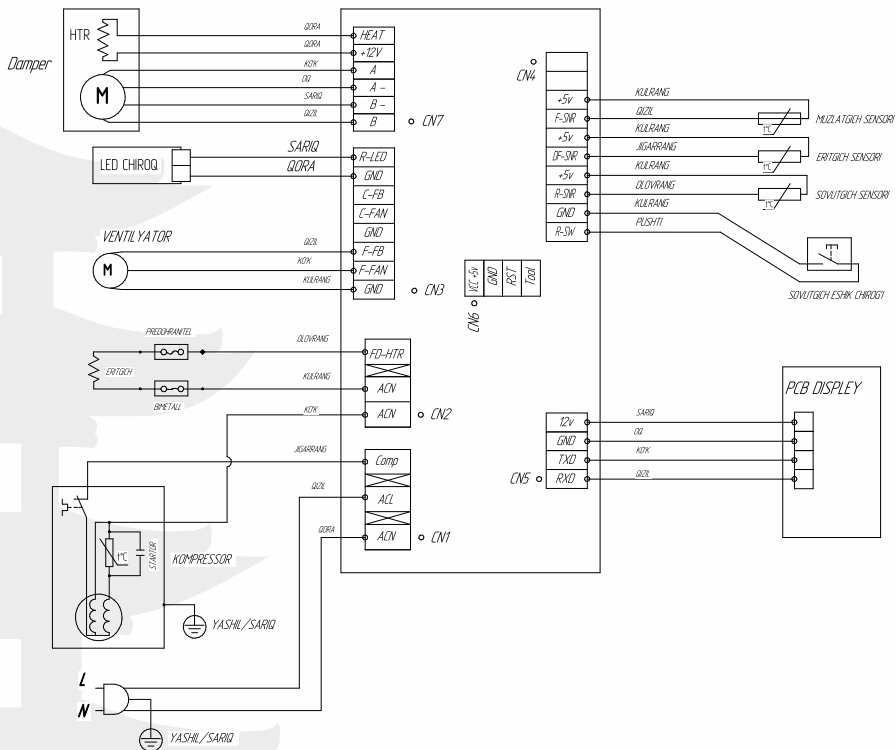 Damper
HTR
M
QORA
QORA
KO'K
OQ
SARIQ
QIZIL
HEAT
+12V
A
A -
B -
B
CN7
LED CHIROQ
SARIQ
QORA
R-LED
GND
C-FB
C-FAN
GND
F-FB
F-FAN
GND
CN3
VENTILYATOR
M
QIZIL
KO'K
KULRANG
PREDOHRANITEL
ERITGICH
BIMETALL
OLOVRANG
KULRANG
KO'K
FD-HTR
ACN
ACN
CN2
JIGARRANG
QIZIL
QORA
Comp
ACL
ACN
CN1
t°C
STARTOR
KOMPRESSOR
YASHIL/SARIQ
L
N
YASHIL/SARIQ
CN4
+5v
F-SNR
+5v
DF-SNR
+5v
R-SNR
GND
R-SW
KULRANG
QIZIL
KULRANG
JIGARRANG
KULRANG
OLOVRANG
KULRANG
PUSHTI
t°C
MUZLATGICH SENSORI
t°C
ERITGICH SENSORI
t°C
SOVUTGICH SENSORI
SOVUTGICH ESHIK CHIROG'I
VCC +5v
GND
RST
Tool
CN6
12v
GND
TXD
RXD
CN5
SARIQ
OQ
KO'K
QIZIL
PCB DISPLEY